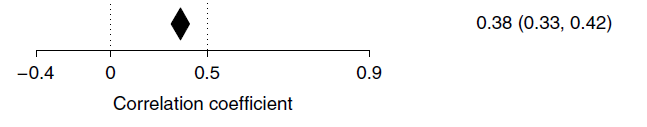 0.38 (0.33, 0.42)
−0.4 0 0.5 0.9
Correlation coefficient